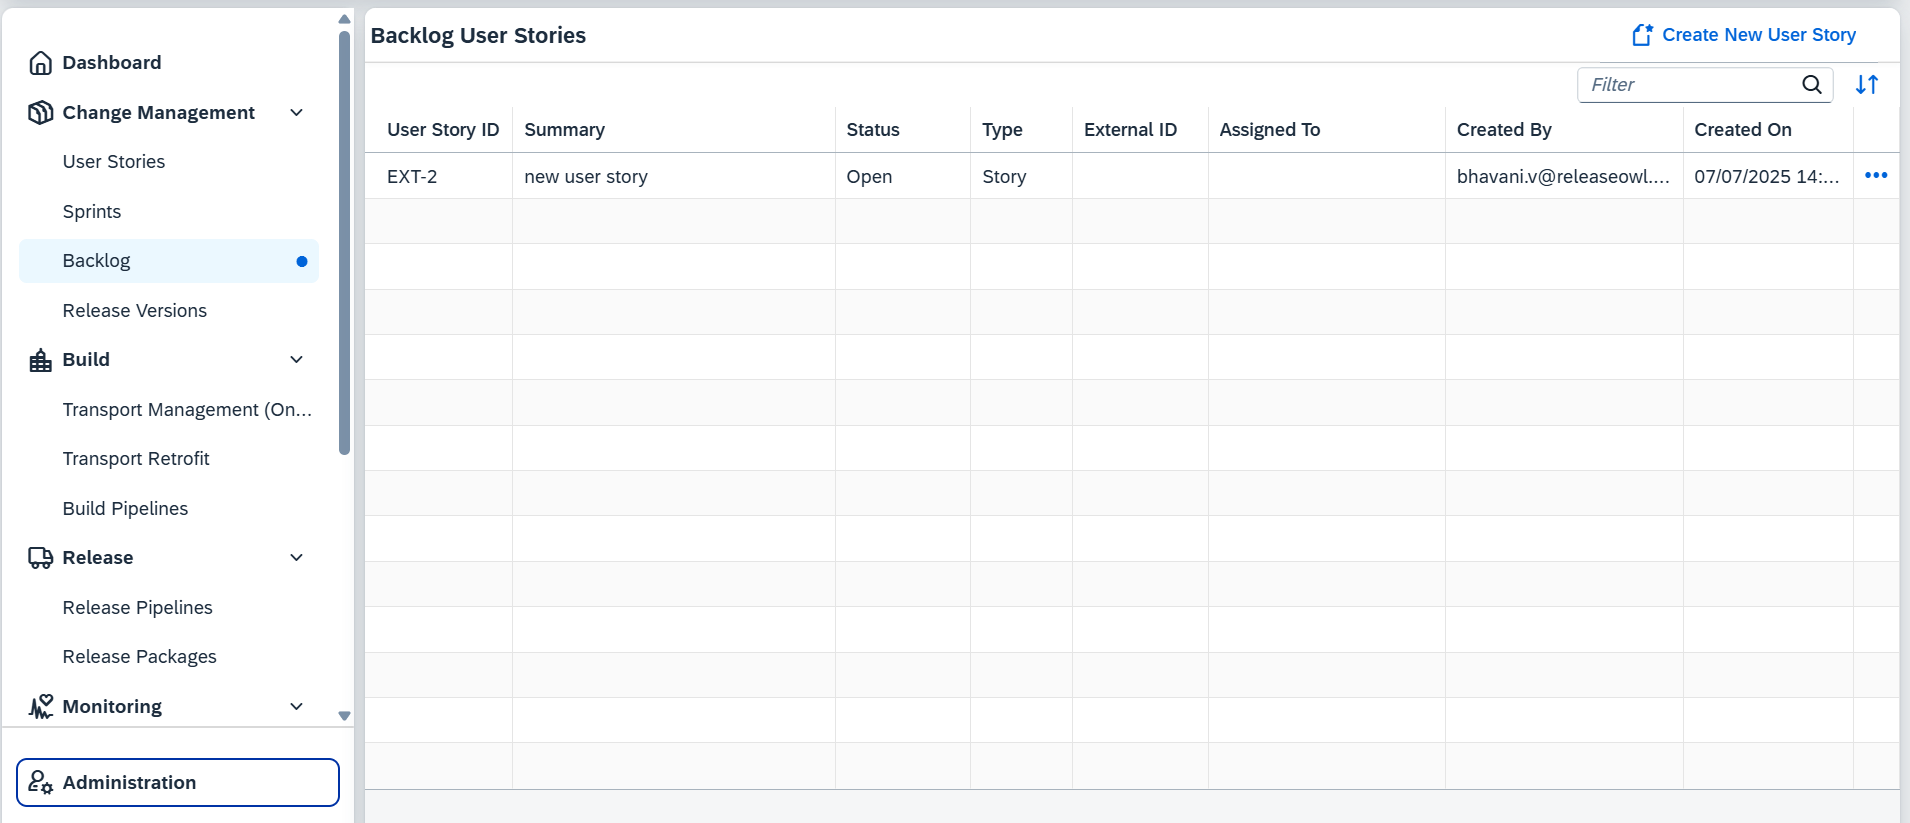 Dashboard
Change Management
User Stories
Sprints
Backlog
Release Versions
Build
Transport Management (On...
Transport Retrofit
Build Pipelines
Release
Release Pipelines
Release Packages
Monitoring
Administration
Backlog User Stories
Create New User Story
Filter
User Story ID Summary Status Type External ID Assigned To Created By Created On
EXT-2 new user story Open Story bhavani.v@releaseowl.... 07/07/2025 14:...